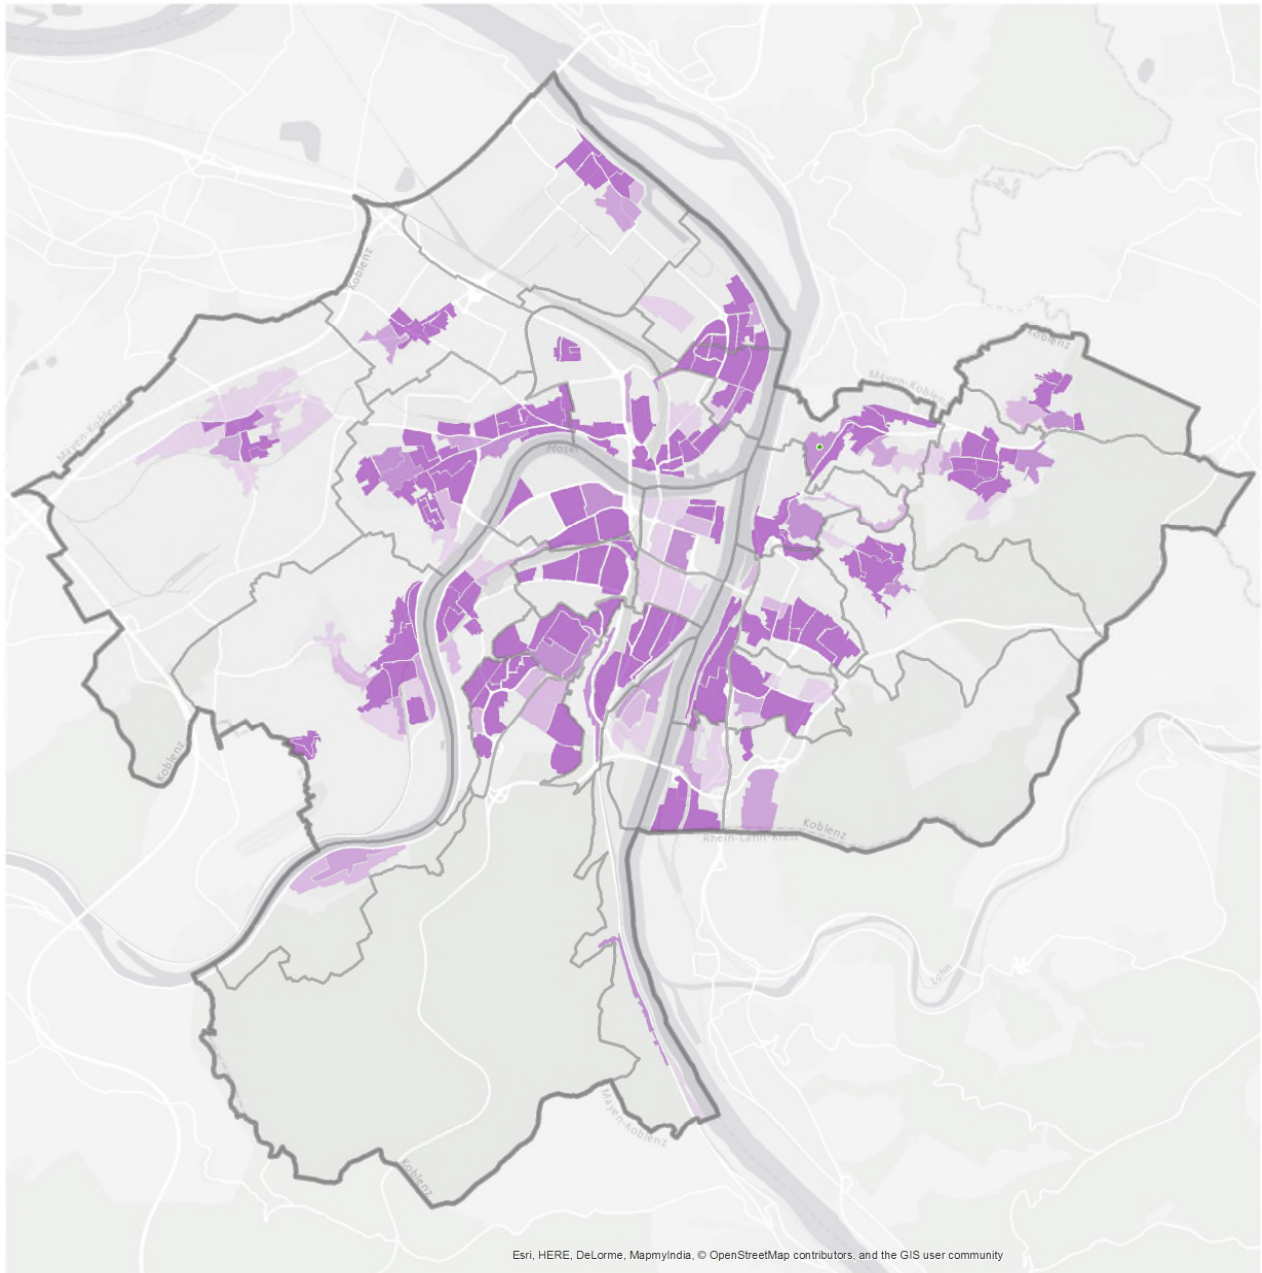 Koblenz
Koblenz
Mayen-Koblenz
Mayen-Koblenz
Mosel
Koblenz
Koblenz
Rhein-Lahn-Kreis
Lahn
Mayen-Koblenz
Koblenz
Esri, HERE, DeLorme, MapmyIndia, © OpenStreetMap contributors, and the GIS user community